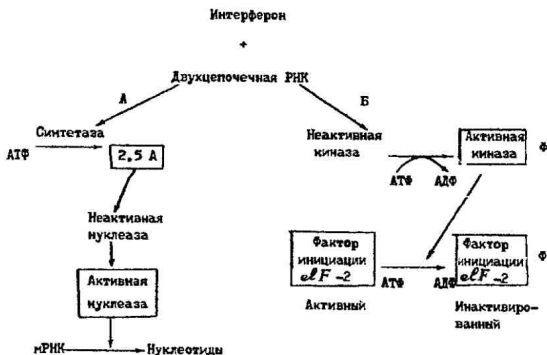 Интерферон
+
Двухцепочечная РНК
А
Б
Синтетаза
АТФ
2,5 А
Неактивная
нуклеаза
Активная
нуклеаза
мРНК
Нуклеотиды
Неактивная
киназа
АТФ
АДФ
Активная
киназа
Ф
Фактор
инициации
eIF-2
Активный
АТФ
АДФ
Фактор
инициации
eIF-2
Ф
Инактивиро-
ванный